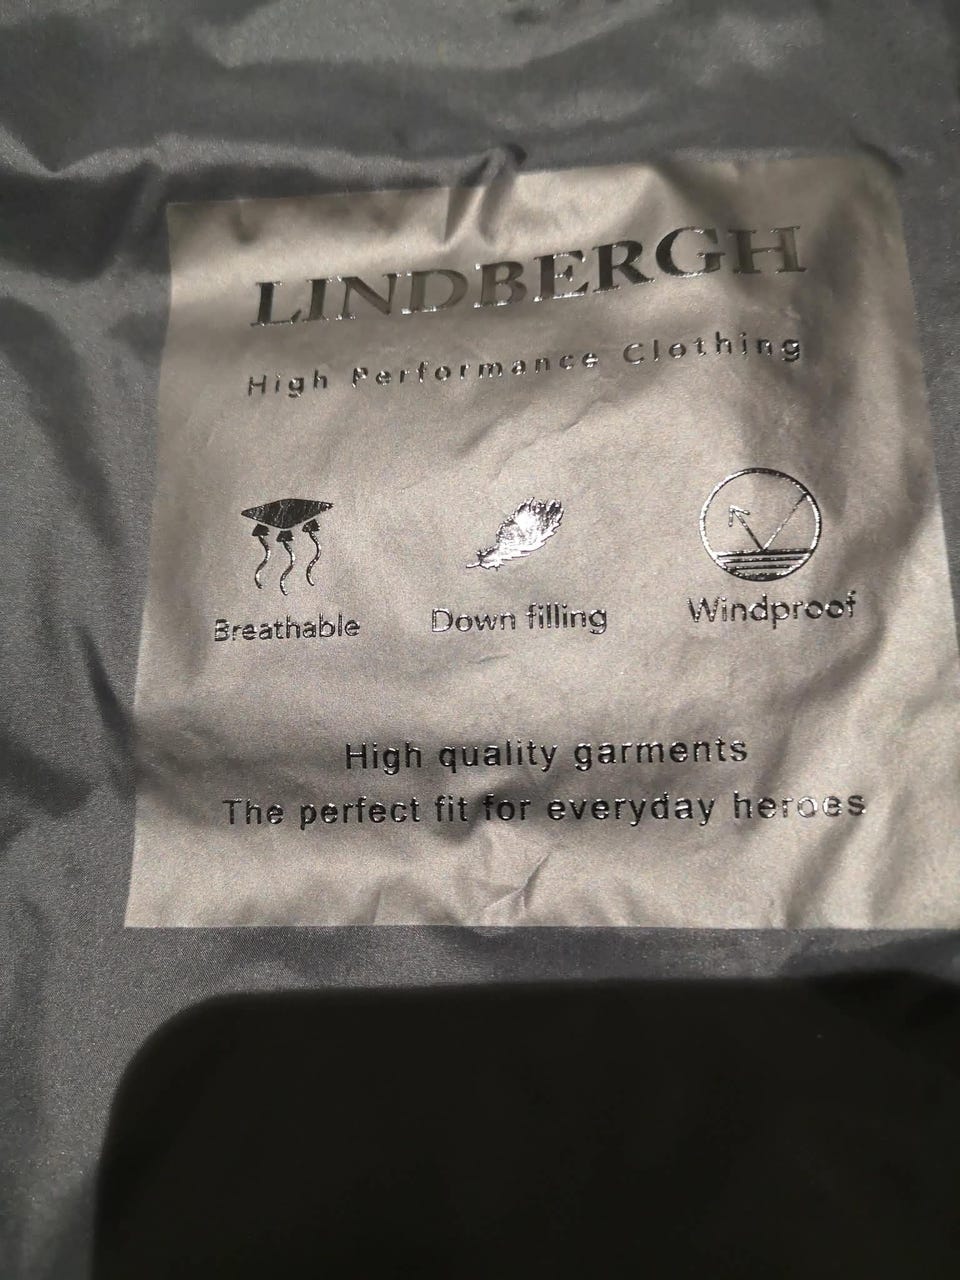 LINDBERGH
High Performance Clothing
Breathable Down filling Windproof
High quality garments
The perfect fit for everyday heroes